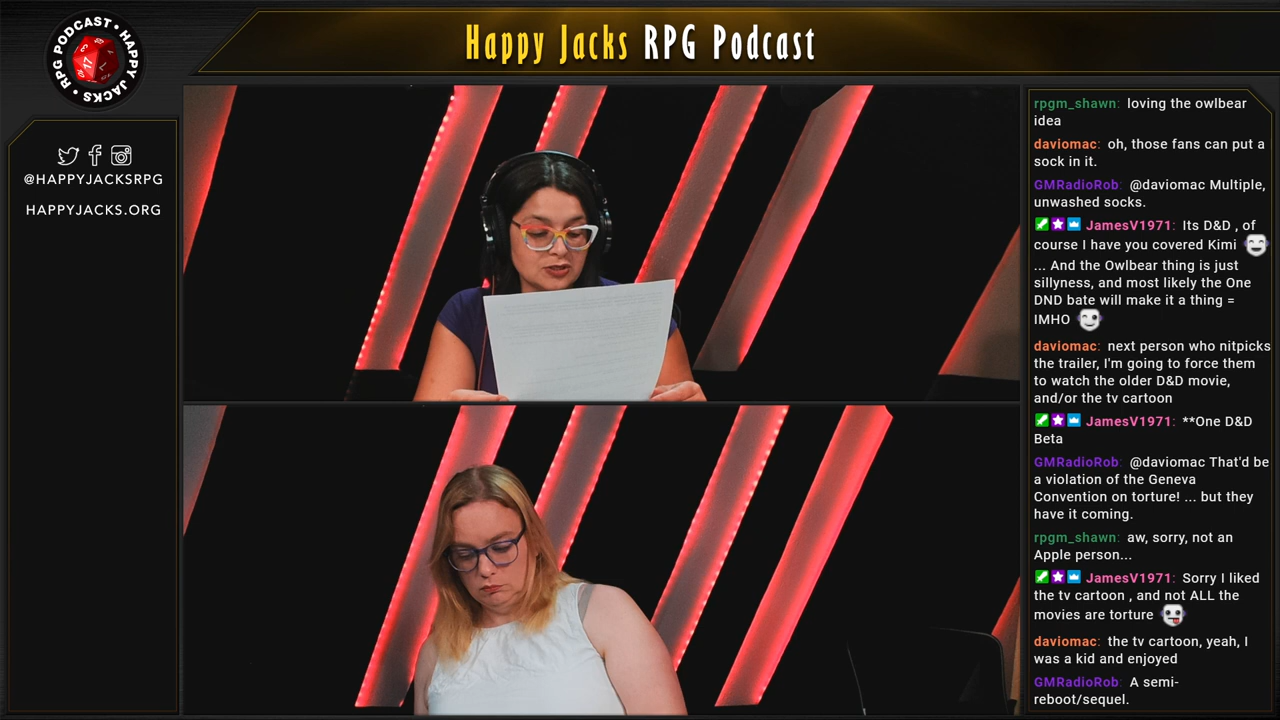 Happy Jacks RPG Podcast
RPG PODCAST • HAPPY JACKS •
17
@HAPPYJACKSRPG
HAPPYJACKS.ORG
rpgm_shawn: loving the owlbear
idea
daviomac: oh, those fans can put a
sock in it.
GMRadioRob: @daviomac Multiple,
unwashed socks.
JamesV1971: Its D&D , of
course I have you covered Kimi
... And the Owlbear thing is just
sillyness, and most likely the One
DND bate will make it a thing =
IMHO
daviomac: next person who nitpicks
the trailer, I'm going to force them
to watch the older D&D movie,
and/or the tv cartoon
JamesV1971: **One D&D
Beta
GMRadioRob: @daviomac That'd be
a violation of the Geneva
Convention on torture! ... but they
have it coming.
rpgm_shawn: aw, sorry, not an
Apple person...
JamesV1971: Sorry I liked
the tv cartoon , and not ALL the
movies are torture
daviomac: the tv cartoon, yeah, I
was a kid and enjoyed
GMRadioRob: A semi-
reboot/sequel.